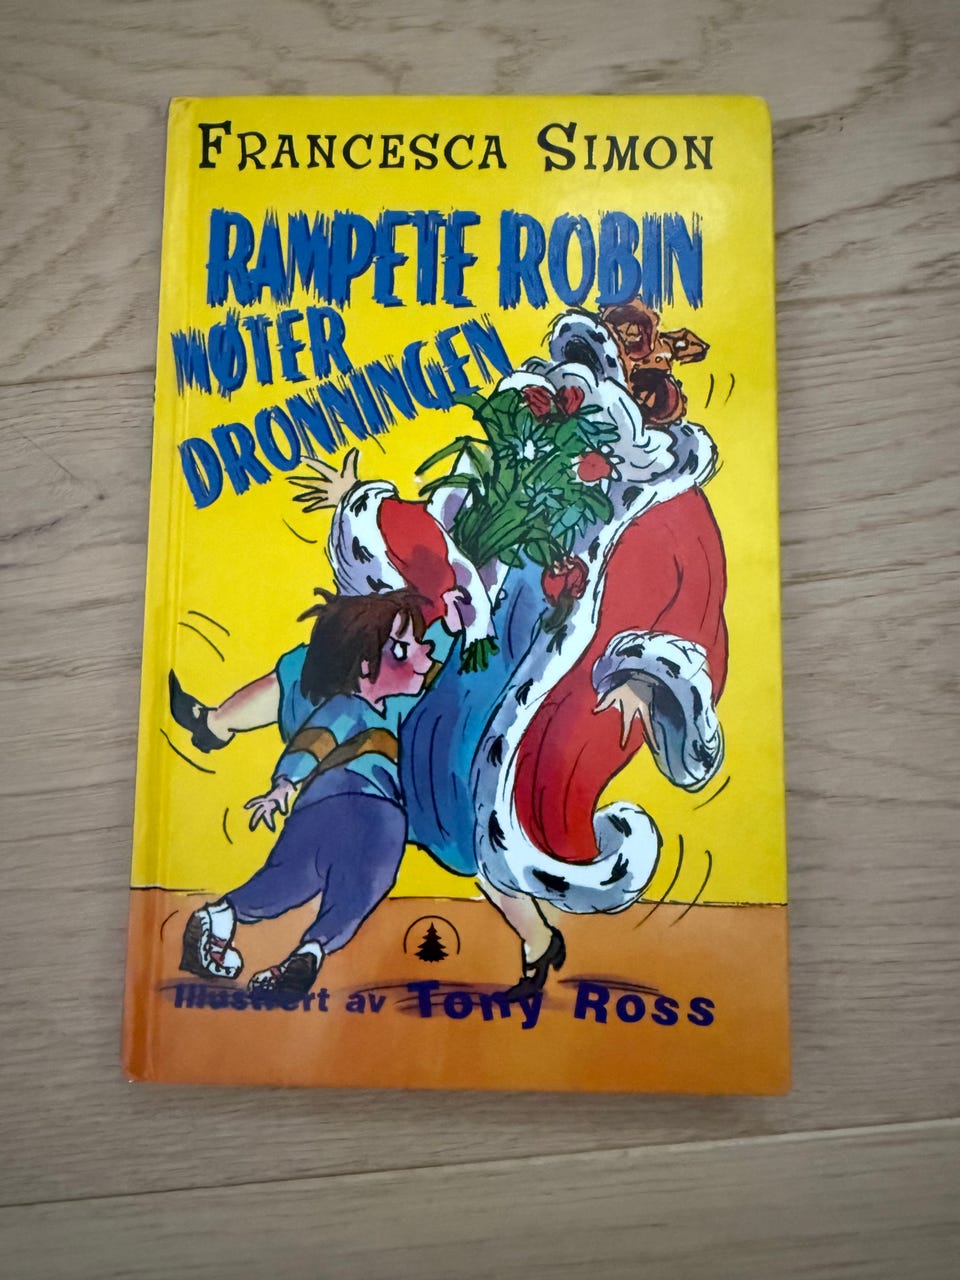 FRANCESCA SIMON
RAMPETE ROBIN
MØTER
DRONNINGEN
Illustrert av Tony Ross